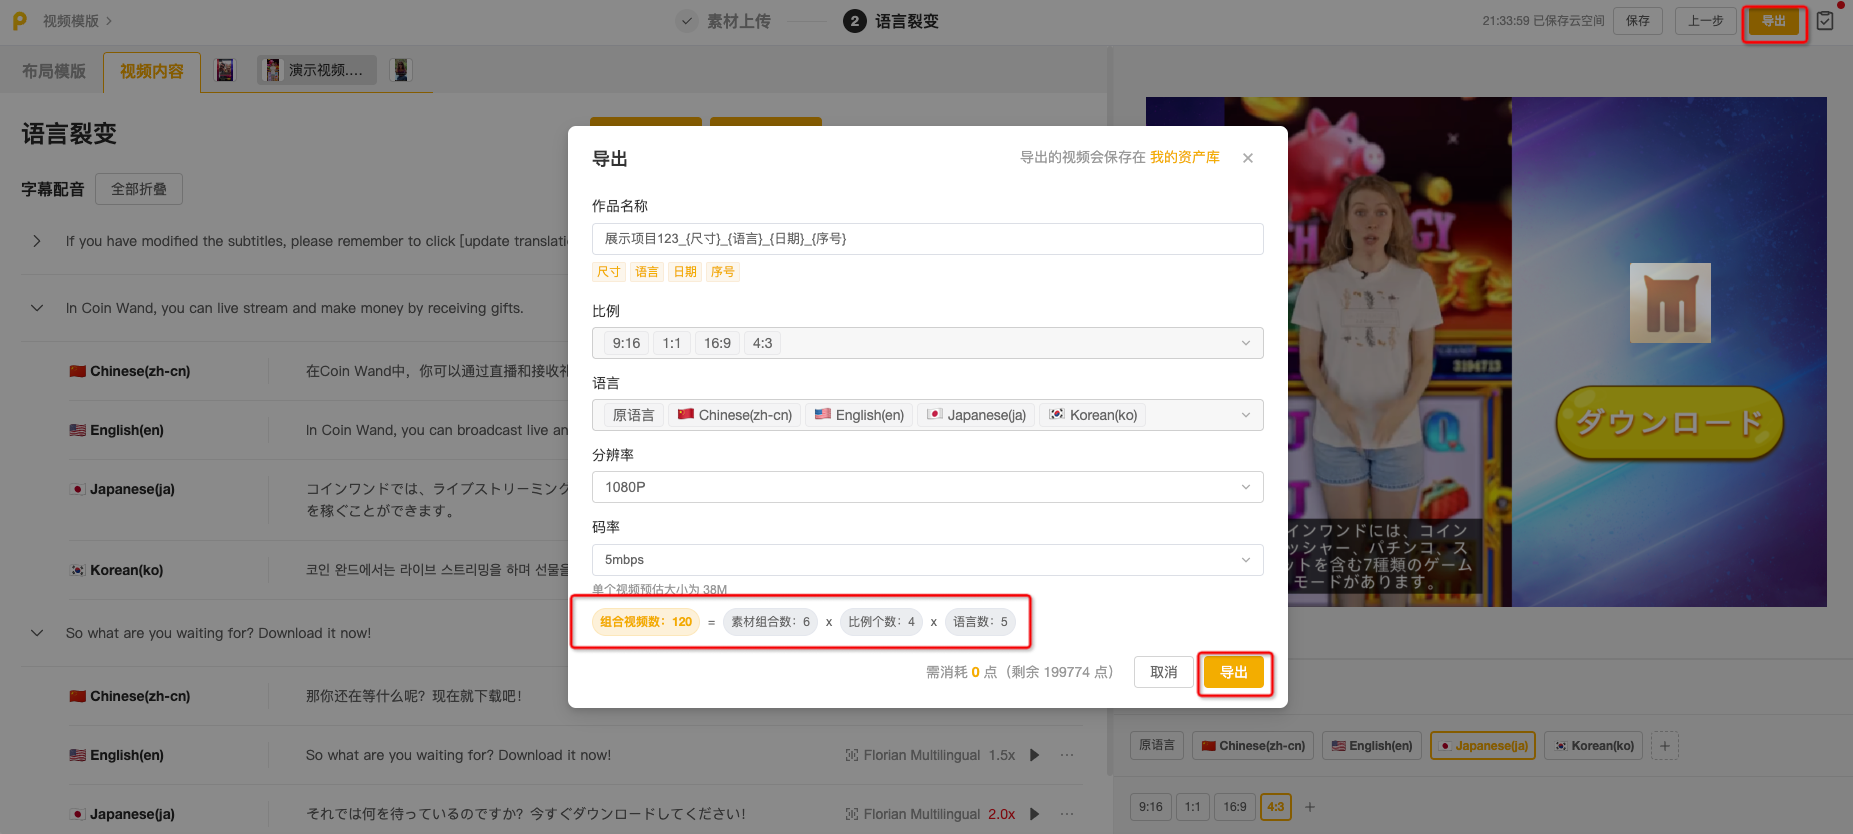 视频模版 >
素材上传
2 语言裂变
21:33:59 已保存云空间
保存
上一步
导出
布局模版
视频内容
演示视频....
语言裂变
字幕配音
全部折叠
If you have modified the subtitles, please remember to click [update translatio
In Coin Wand, you can live stream and make money by receiving gifts.
Chinese(zh-cn)
在Coin Wand中，你可以通过直播和接收礼
English(en)
In Coin Wand, you can broadcast live an
Japanese(ja)
コインワンドでは、ライブストリーミング
を稼ぐことができます。
Korean(ko)
코인 완드에서는 라이브 스트리밍을 하며 선물을
So what are you waiting for? Download it now!
Chinese(zh-cn)
那你还在等什么呢？现在就下载吧！
English(en)
So what are you waiting for? Download it now!
Florian Multilingual 1.5x
Japanese(ja)
それでは何を待っているのですか？今すぐダウンロードしてください！
Florian Multilingual 2.0x
导出
导出的视频会保存在 我的资产库
作品名称
展示项目123_{尺寸}_{语言}_{日期}_{序号}
尺寸 语言 日期 序号
比例
9:16 1:1 16:9 4:3
语言
原语言 Chinese(zh-cn) English(en) Japanese(ja) Korean(ko)
分辨率
1080P
码率
5mbps
单个视频预估大小为 38M
组合视频数：120 = 素材组合数：6 x 比例个数：4 x 语言数：5
需消耗 0 点（剩余 199774 点）
取消
导出
3194713
ダウンロード
インワンドには、コイン
ッシャー、パチンコ、ス
ットを含む7種類のゲーム
モードがあります。
原语言 Chinese(zh-cn) English(en) Japanese(ja) Korean(ko) +
9:16 1:1 16:9 4:3 +